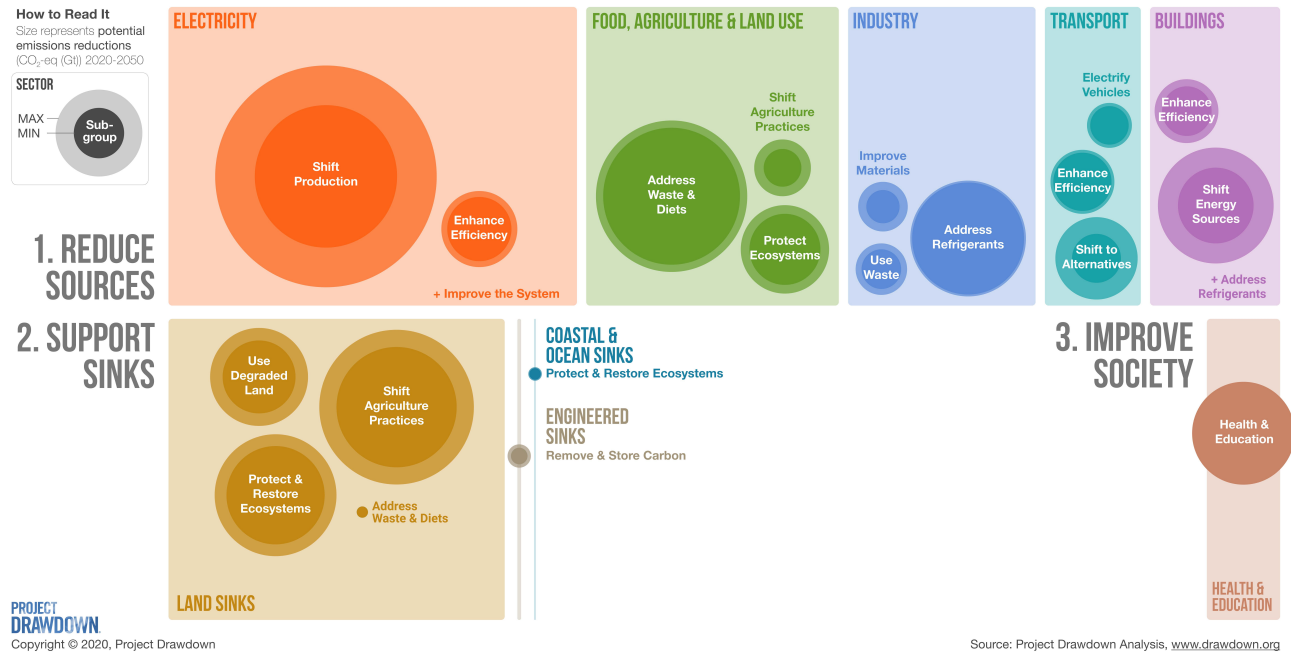 How to Read It
Size represents potential
emissions reductions
(CO₂-eq (Gt)) 2020-2050
SECTOR
MAX
MIN
Sub-
group
1. REDUCE
SOURCES
ELECTRICITY
Shift
Production
Enhance
Efficiency
+ Improve the System
FOOD, AGRICULTURE & LAND USE
Shift
Agriculture
Practices
Address
Waste &
Diets
Protect
Ecosystems
INDUSTRY
Improve
Materials
Address
Refrigerants
Use
Waste
TRANSPORT
Electrify
Vehicles
Enhance
Efficiency
Shift to
Alternatives
BUILDINGS
Enhance
Efficiency
Shift
Energy
Sources
+ Address
Refrigerants
2. SUPPORT
SINKS
Use
Degraded
Land
Shift
Agriculture
Practices
Protect &
Restore
Ecosystems
Address
Waste & Diets
LAND SINKS
COASTAL &
OCEAN SINKS
Protect & Restore Ecosystems
ENGINEERED
SINKS
Remove & Store Carbon
3. IMPROVE
SOCIETY
Health &
Education
HEALTH &
EDUCATION
PROJECT
DRAWDOWN.
Copyright © 2020, Project Drawdown
Source: Project Drawdown Analysis, www.drawdown.org